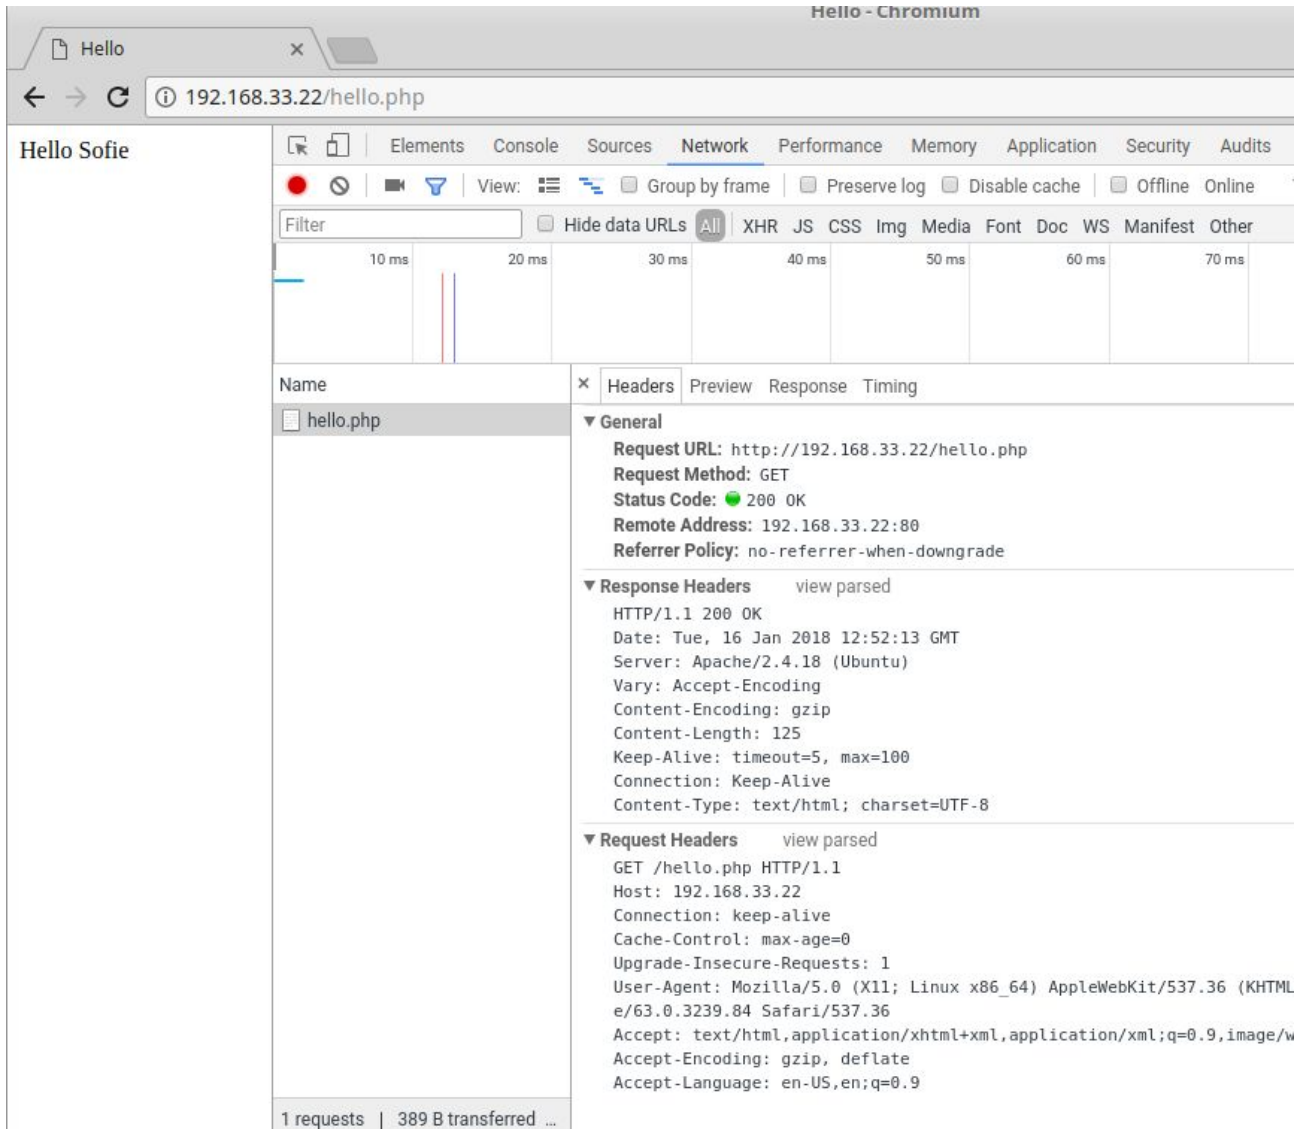 Hello - Chromium
Hello ×
192.168.33.22/hello.php
Hello Sofie
Elements Console Sources Network Performance Memory Application Security Audits
View: Group by frame Preserve log Disable cache Offline Online
Filter Hide data URLs All XHR JS CSS Img Media Font Doc WS Manifest Other
10 ms 20 ms 30 ms 40 ms 50 ms 60 ms 70 ms
Name
hello.php
× Headers Preview Response Timing
▼ General
Request URL: http://192.168.33.22/hello.php
Request Method: GET
Status Code: 200 OK
Remote Address: 192.168.33.22:80
Referrer Policy: no-referrer-when-downgrade
▼ Response Headers view parsed
HTTP/1.1 200 OK
Date: Tue, 16 Jan 2018 12:52:13 GMT
Server: Apache/2.4.18 (Ubuntu)
Vary: Accept-Encoding
Content-Encoding: gzip
Content-Length: 125
Keep-Alive: timeout=5, max=100
Connection: Keep-Alive
Content-Type: text/html; charset=UTF-8
▼ Request Headers view parsed
GET /hello.php HTTP/1.1
Host: 192.168.33.22
Connection: keep-alive
Cache-Control: max-age=0
Upgrade-Insecure-Requests: 1
User-Agent: Mozilla/5.0 (X11; Linux x86_64) AppleWebKit/537.36 (KHTML
e/63.0.3239.84 Safari/537.36
Accept: text/html,application/xhtml+xml,application/xml;q=0.9,image/w
Accept-Encoding: gzip, deflate
Accept-Language: en-US,en;q=0.9
1 requests | 389 B transferred ...